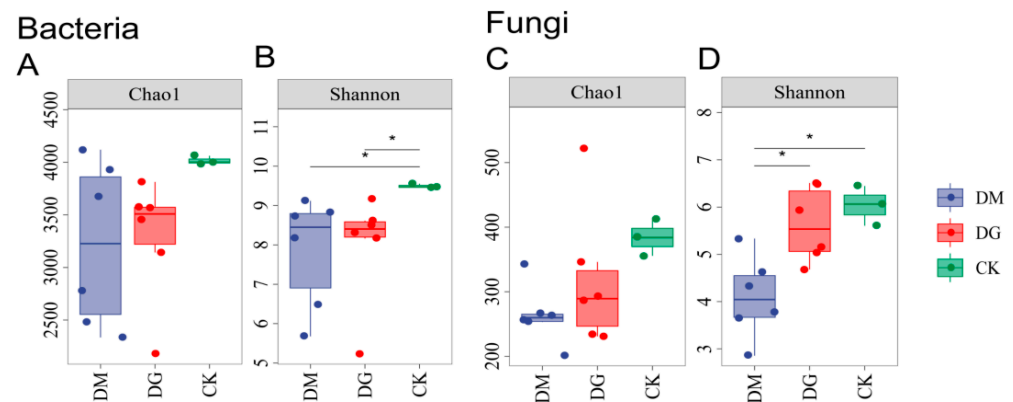 Bacteria
Fungi
A
B
C
D
Chao1
Shannon
Chao1
Shannon
4500
4000
3500
3000
2500
DM
DG
CK
11
10
9
8
7
6
5
*
*
DM
DG
CK
500
400
300
200
DM
DG
CK
8
7
6
5
4
3
*
*
DM
DG
CK
DM
DG
CK